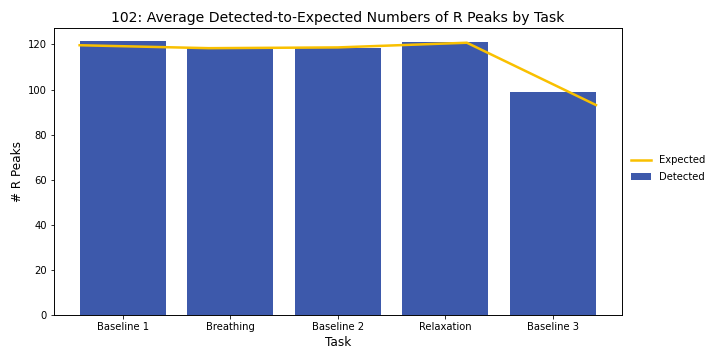 102: Average Detected-to-Expected Numbers of R Peaks by Task
120
100
80
60
40
20
0
# R Peaks
Baseline 1
Breathing
Baseline 2
Relaxation
Baseline 3
Task
Expected
Detected